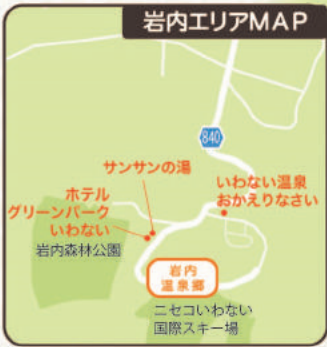 岩内エリアMAP
840
サンサンの湯
いわない温泉
おかえりなさい
ホテル
グリーンパーク
いわない
岩内森林公園
岩内
温泉郷
ニセコいわない
国際スキー場